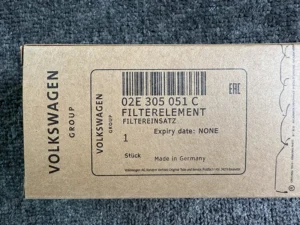 VOLKSWAGEN
GROUP
VOLKSWAGEN
GROUP
EAC
02E 305 051 C
FILTERELEMENT
FILTEREINSATZ
Expiry date: NONE
1
Stück
Made in Germany